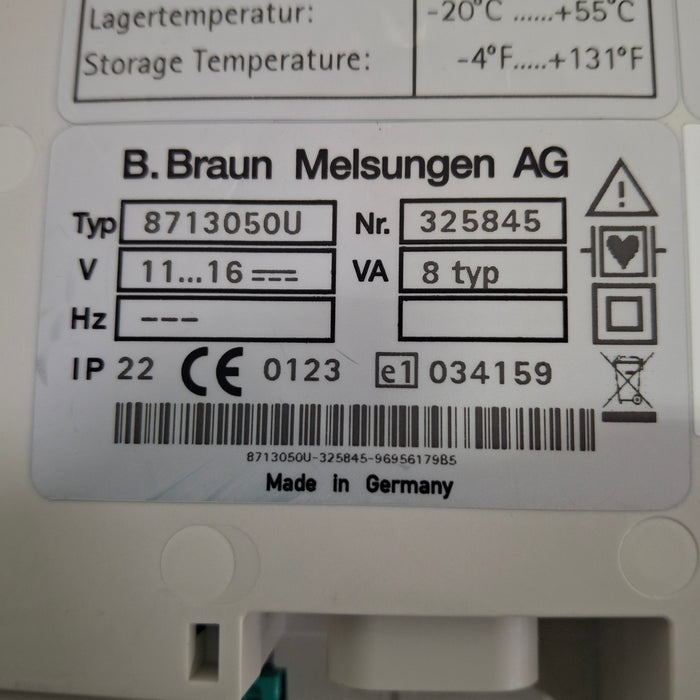 Lagertemperatur: -20°C ......+55°C
Storage Temperature: -4°F.....+131°F
B.Braun Melsungen AG
Typ 8713050U Nr. 325845
V 11...16 VA 8 typ
Hz ---
IP 22 CE 0123 e1 034159
8713050U-325845-9695617985
Made in Germany